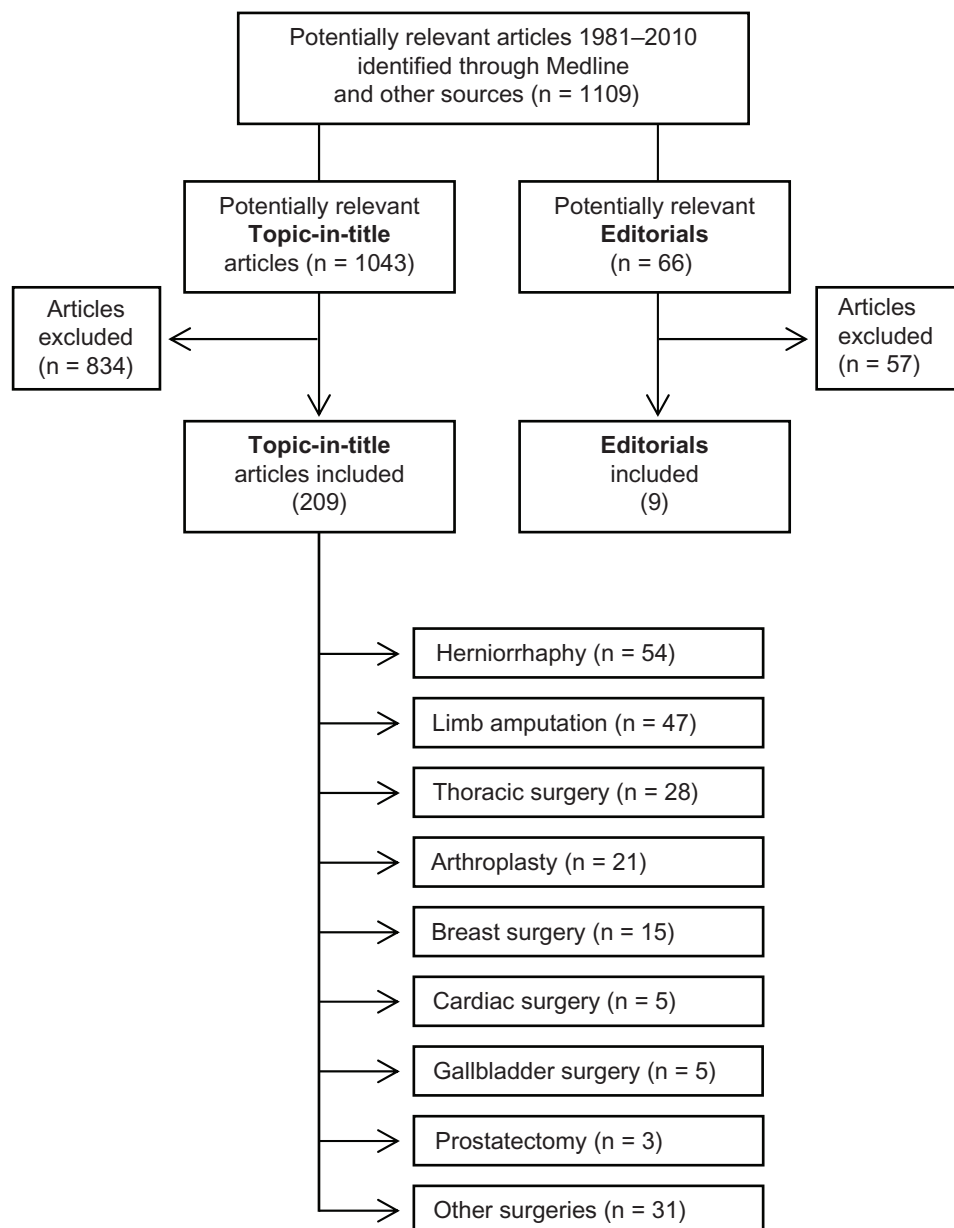 Potentially relevant articles 1981–2010
identified through Medline
and other sources (n = 1109)
Potentially relevant
Topic-in-title
articles (n = 1043)
Potentially relevant
Editorials
(n = 66)
Articles
excluded
(n = 834)
Articles
excluded
(n = 57)
Topic-in-title
articles included
(209)
Editorials
included
(9)
Herniorrhaphy (n = 54)
Limb amputation (n = 47)
Thoracic surgery (n = 28)
Arthroplasty (n = 21)
Breast surgery (n = 15)
Cardiac surgery (n = 5)
Gallbladder surgery (n = 5)
Prostatectomy (n = 3)
Other surgeries (n = 31)